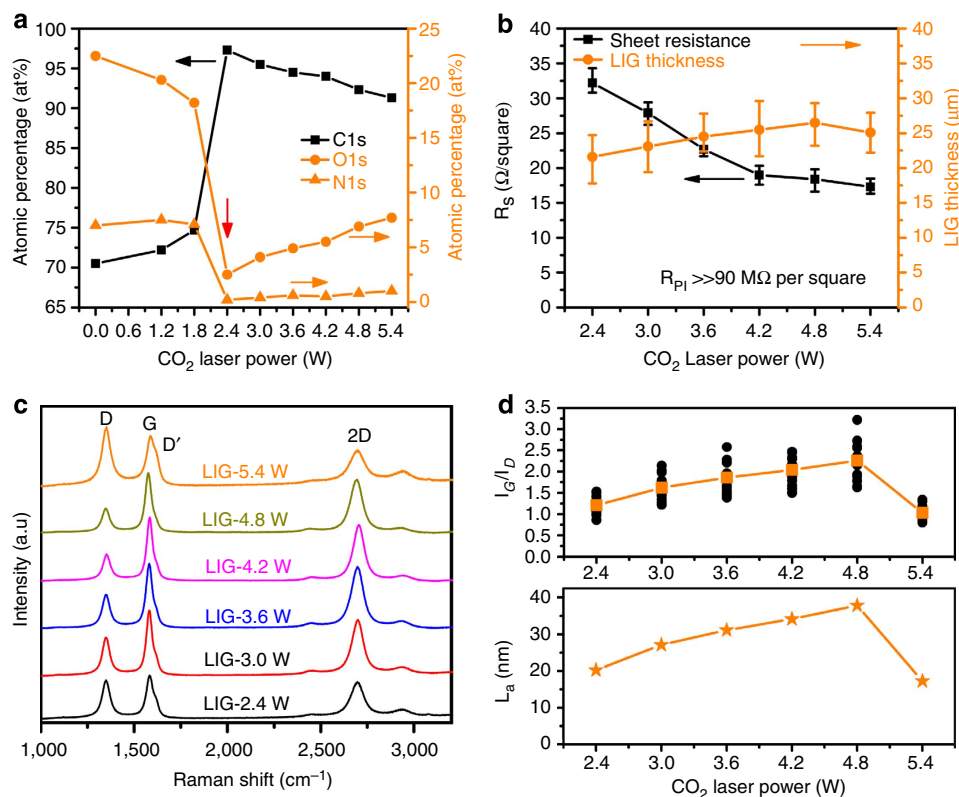 a
100
95
90
85
80
75
70
65
Atomic percentage (at%)
25
20
15
10
5
0
Atomic percentage (at%)
C1s
O1s
N1s
0.0 0.6 1.2 1.8 2.4 3.0 3.6 4.2 4.8 5.4
CO2 laser power (W)
b
40
35
30
25
20
15
10
5
0
RS (Ω/square)
40
30
20
10
0
LIG thickness (µm)
Sheet resistance
LIG thickness
RPI >>90 MΩ per square
2.4 3.0 3.6 4.2 4.8 5.4
CO2 Laser power (W)
c
D
G
D′
2D
LIG-5.4 W
LIG-4.8 W
LIG-4.2 W
LIG-3.6 W
LIG-3.0 W
LIG-2.4 W
Intensity (a.u)
1,000 1,500 2,000 2,500 3,000
Raman shift (cm–1)
d
3.5
3.0
2.5
2.0
1.5
1.0
0.5
0.0
IG/ID
2.4 3.0 3.6 4.2 4.8 5.4
40
30
20
10
0
La (nm)
2.4 3.0 3.6 4.2 4.8 5.4
CO2 laser power (W)